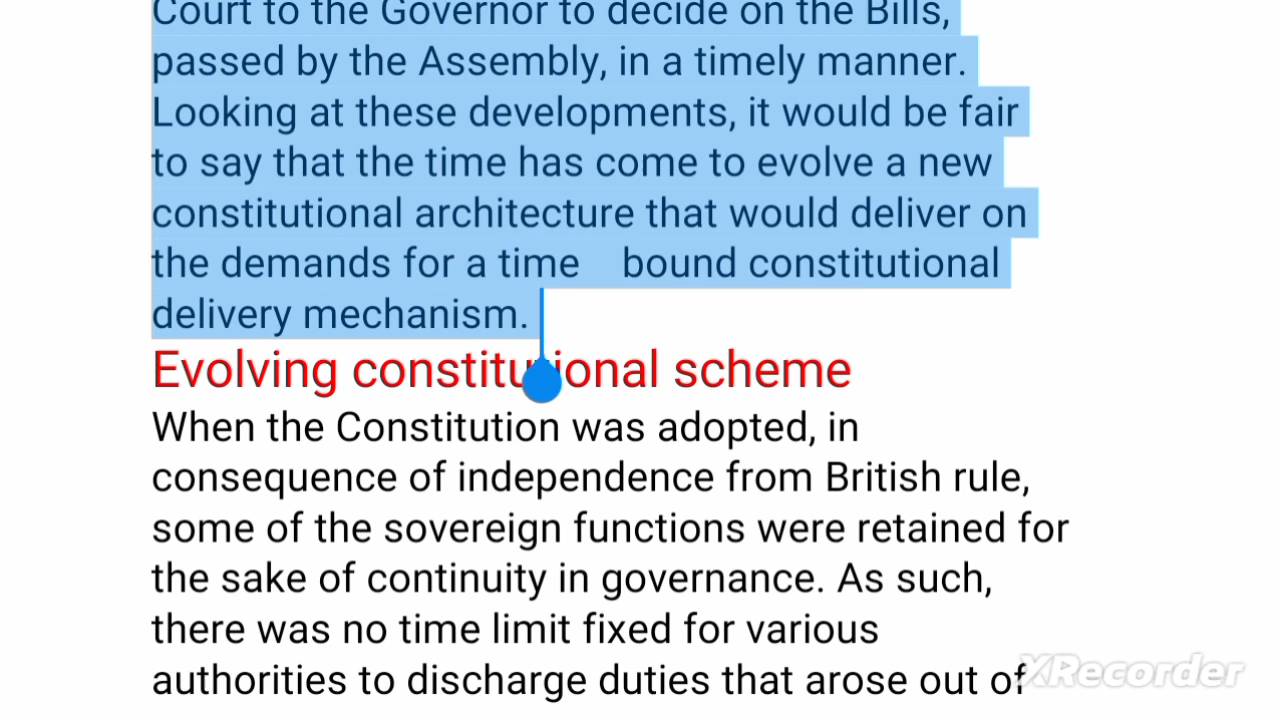 Court to the Governor to decide on the Bills,
passed by the Assembly, in a timely manner.
Looking at these developments, it would be fair
to say that the time has come to evolve a new
constitutional architecture that would deliver on
the demands for a time bound constitutional
delivery mechanism.
Evolving constitutional scheme
When the Constitution was adopted, in
consequence of independence from British rule,
some of the sovereign functions were retained for
the sake of continuity in governance. As such,
there was no time limit fixed for various
authorities to discharge duties that arose out of
XRecorder